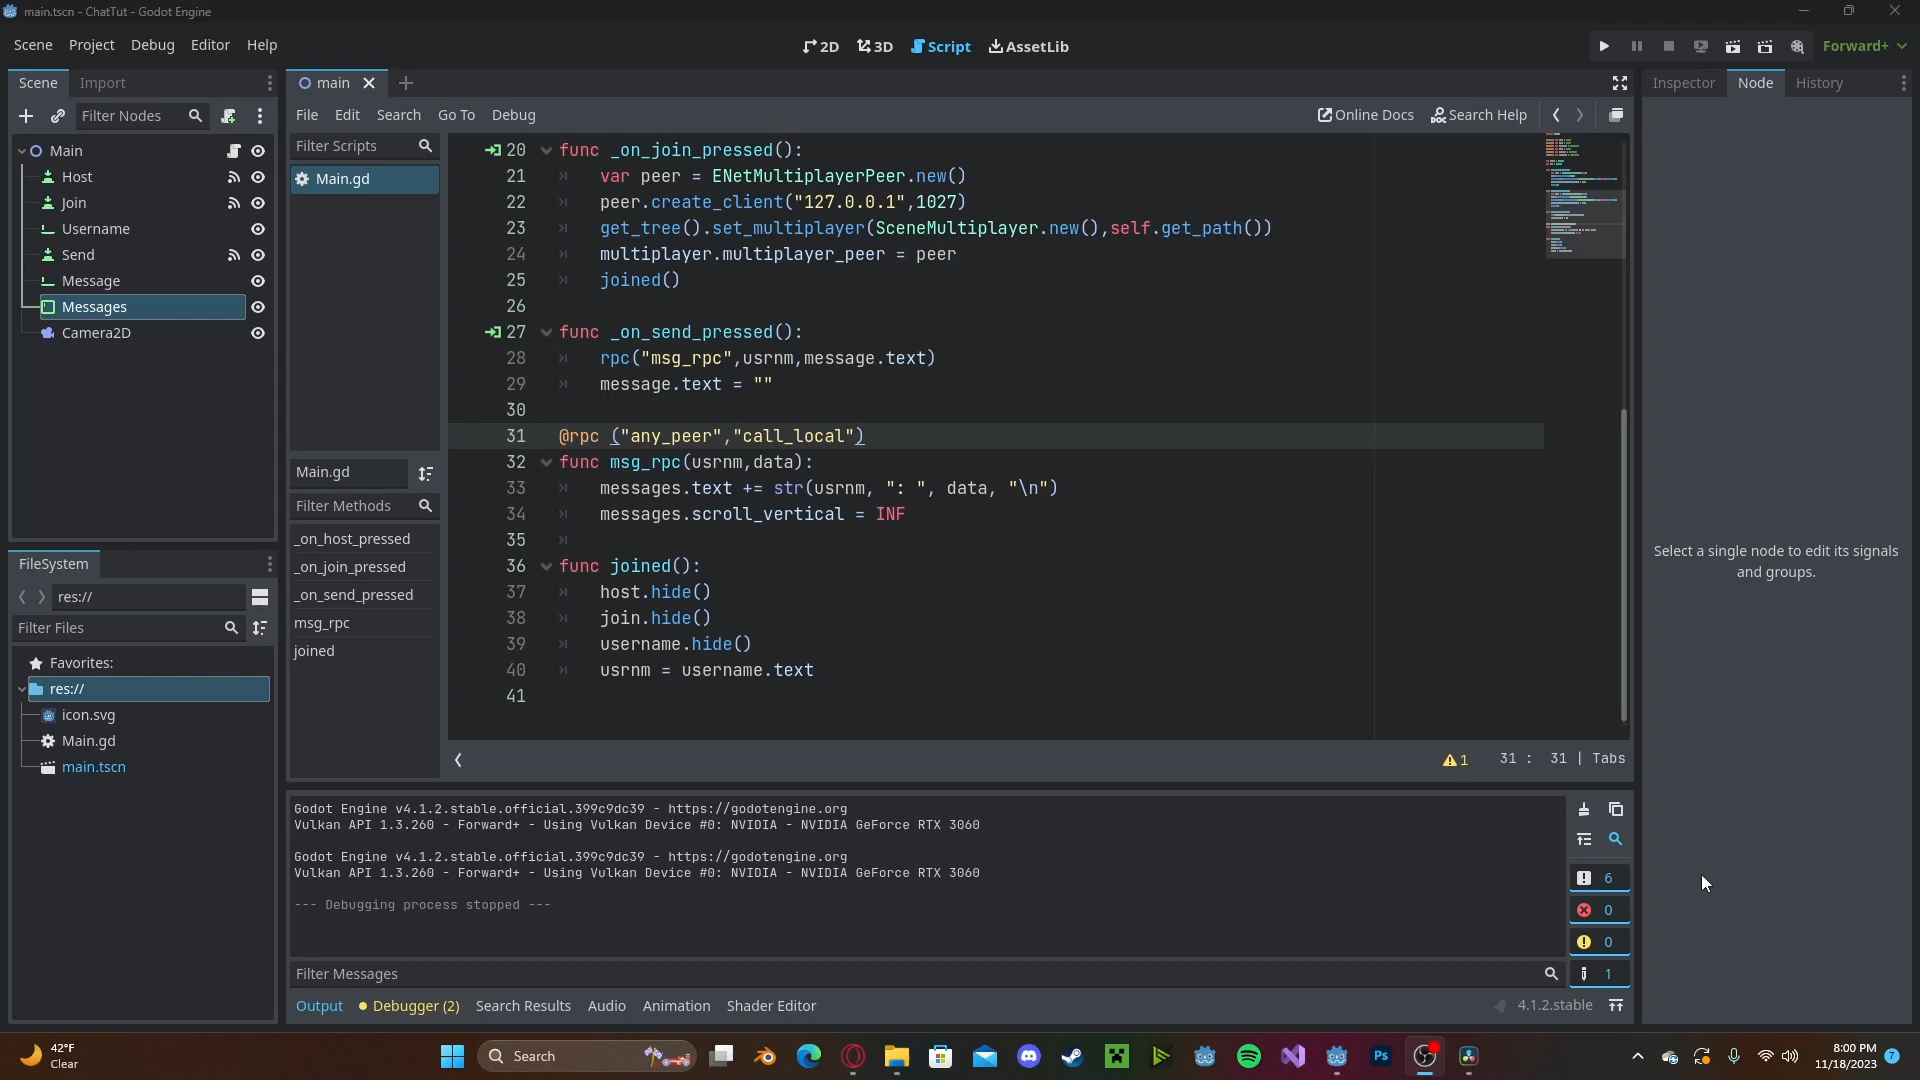 main.tscn - ChatTut - Godot Engine
Scene Project Debug Editor Help
2D 3D Script AssetLib
Forward+
Scene Import
Filter Nodes
Main
Host
Join
Username
Send
Message
Messages
Camera2D
FileSystem
res://
Filter Files
Favorites:
res://
icon.svg
Main.gd
main.tscn
main
File Edit Search Go To Debug
Online Docs Search Help
Filter Scripts
Main.gd
Main.gd
Filter Methods
_on_host_pressed
_on_join_pressed
_on_send_pressed
msg_rpc
joined
20 func _on_join_pressed():
21 var peer = ENetMultiplayerPeer.new()
22 peer.create_client("127.0.0.1",1027)
23 get_tree().set_multiplayer(SceneMultiplayer.new(),self.get_path())
24 multiplayer.multiplayer_peer = peer
25 joined()
26
27 func _on_send_pressed():
28 rpc("msg_rpc",usrnm,message.text)
29 message.text = ""
30
31 @rpc ("any_peer","call_local")
32 func msg_rpc(usrnm,data):
33 messages.text += str(usrnm, ": ", data, "\n")
34 messages.scroll_vertical = INF
35
36 func joined():
37 host.hide()
38 join.hide()
39 username.hide()
40 usrnm = username.text
41
1 31 : 31 | Tabs
Godot Engine v4.1.2.stable.official.399c9dc39 - https://godotengine.org
Vulkan API 1.3.260 - Forward+ - Using Vulkan Device #0: NVIDIA - NVIDIA GeForce RTX 3060
Godot Engine v4.1.2.stable.official.399c9dc39 - https://godotengine.org
Vulkan API 1.3.260 - Forward+ - Using Vulkan Device #0: NVIDIA - NVIDIA GeForce RTX 3060
--- Debugging process stopped ---
6
0
0
1
Filter Messages
Output Debugger (2) Search Results Audio Animation Shader Editor
4.1.2.stable
Inspector Node History
Select a single node to edit its signals
and groups.
42°F
Clear
Search
Ps
8:00 PM
11/18/2023
7